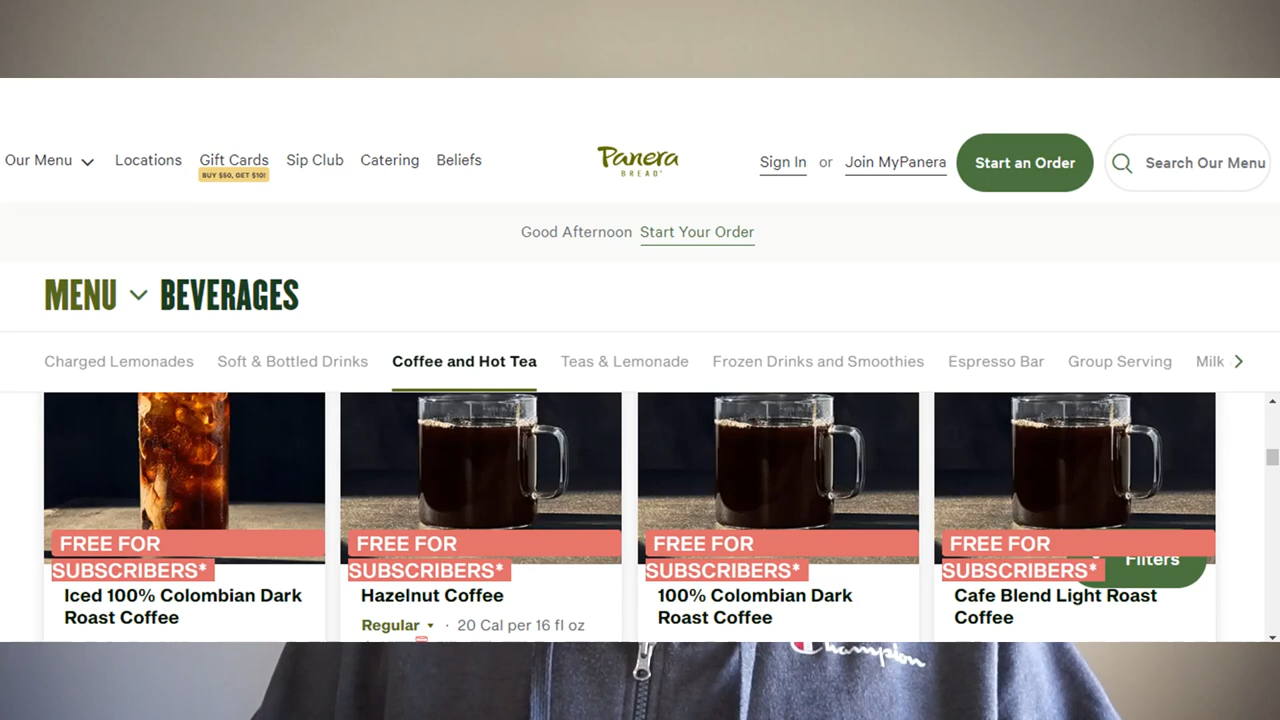 Our Menu
Locations
Gift Cards
BUY $50, GET $10!
Sip Club
Catering
Beliefs
Panera
BREAD
Sign In or Join MyPanera
Start an Order
Search Our Menu
Good Afternoon Start Your Order
MENU BEVERAGES
Charged Lemonades
Soft & Bottled Drinks
Coffee and Hot Tea
Teas & Lemonade
Frozen Drinks and Smoothies
Espresso Bar
Group Serving
Milk
FREE FOR
SUBSCRIBERS*
Iced 100% Colombian Dark
Roast Coffee
FREE FOR
SUBSCRIBERS*
Hazelnut Coffee
Regular · 20 Cal per 16 fl oz
FREE FOR
SUBSCRIBERS*
100% Colombian Dark
Roast Coffee
FREE FOR
SUBSCRIBERS*
Filters
Cafe Blend Light Roast
Coffee
Champion